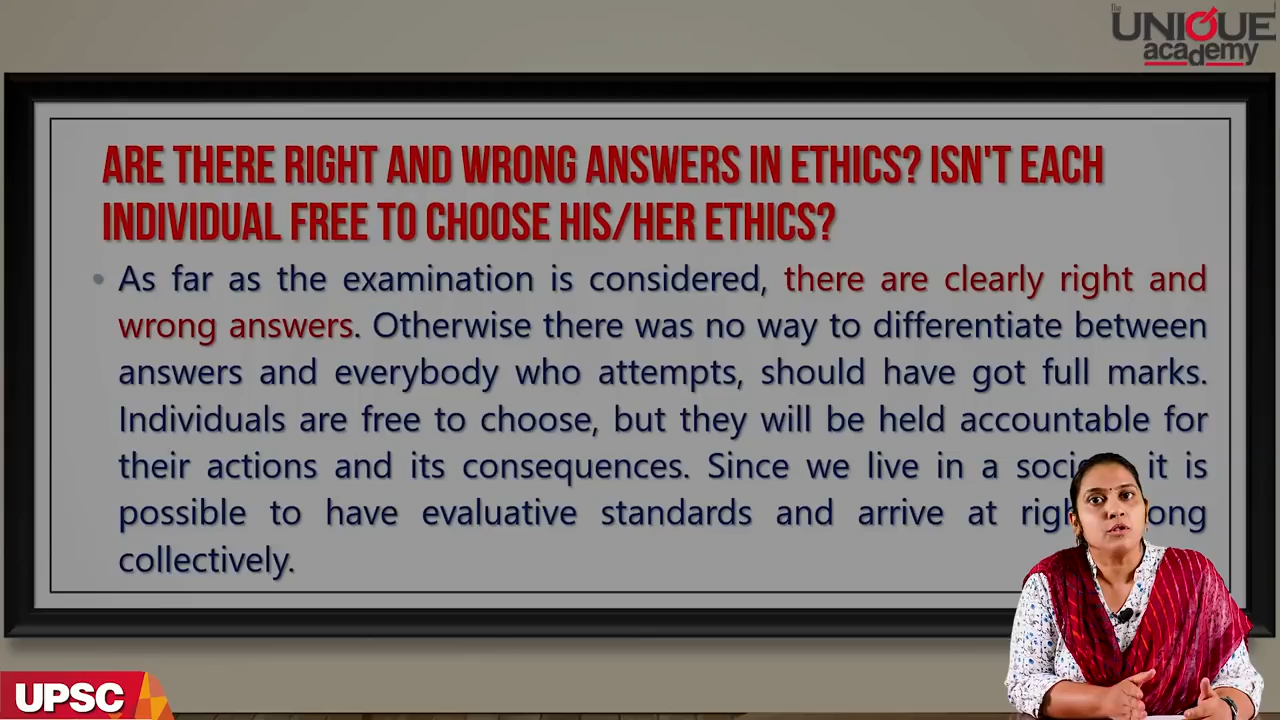 The
UNIQUE
academy
ARE THERE RIGHT AND WRONG ANSWERS IN ETHICS? ISN'T EACH
INDIVIDUAL FREE TO CHOOSE HIS/HER ETHICS?
• As far as the examination is considered, there are clearly right and
wrong answers. Otherwise there was no way to differentiate between
answers and everybody who attempts, should have got full marks.
Individuals are free to choose, but they will be held accountable for
their actions and its consequences. Since we live in a it is
possible to have evaluative standards and arrive at
collectively.
UPSC